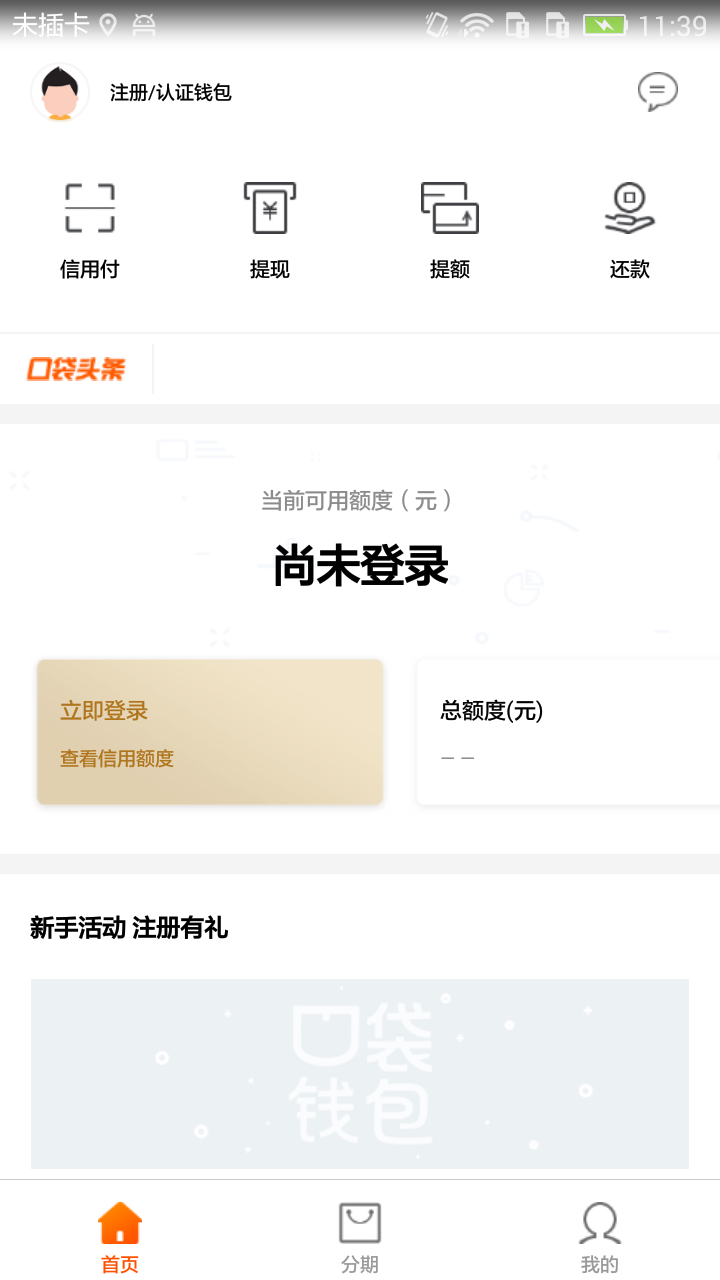 未插卡 11:39
注册/认证钱包
信用付 提现 提额 还款
口袋头条
当前可用额度（元）
尚未登录
立即登录 总额度(元)
查看信用额度 – –
新手活动 注册有礼
口袋
钱包
首页 分期 我的